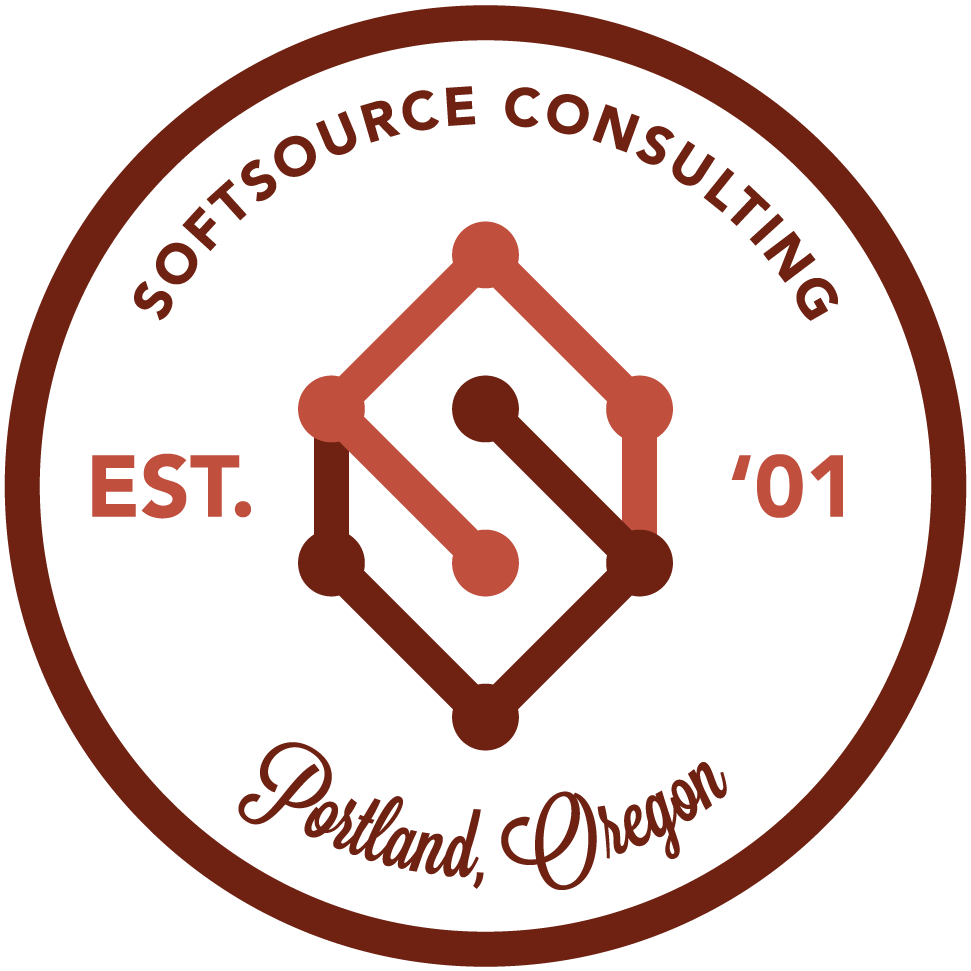 SOFTSOURCE CONSULTING
EST. ‘01
Portland, Oregon